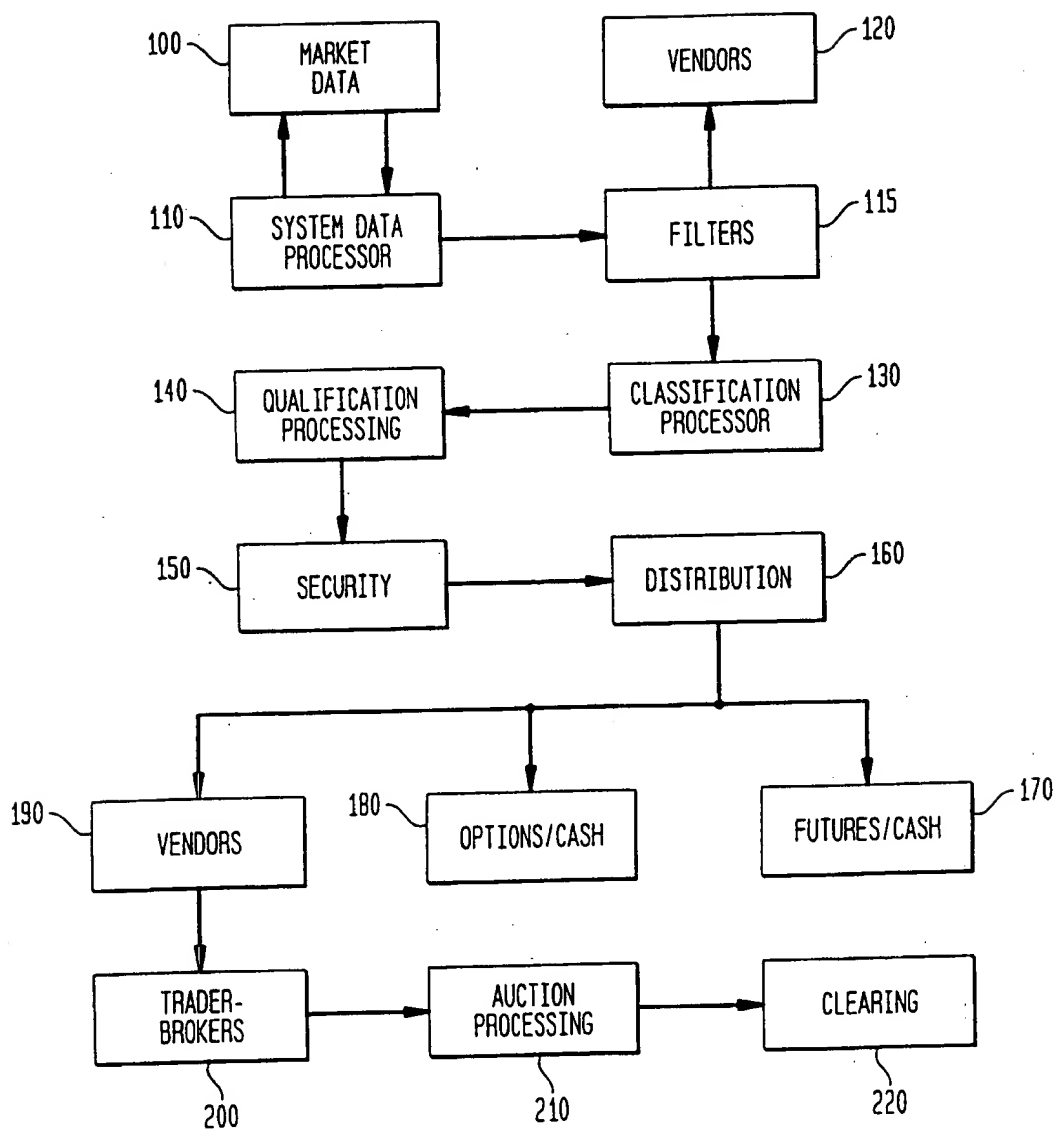 100
MARKET
DATA
120
VENDORS
110
SYSTEM DATA
PROCESSOR
115
FILTERS
140
QUALIFICATION
PROCESSING
130
CLASSIFICATION
PROCESSOR
150
SECURITY
160
DISTRIBUTION
190
VENDORS
180
OPTIONS/CASH
170
FUTURES/CASH
TRADER-
BROKERS
200
AUCTION
PROCESSING
210
CLEARING
220